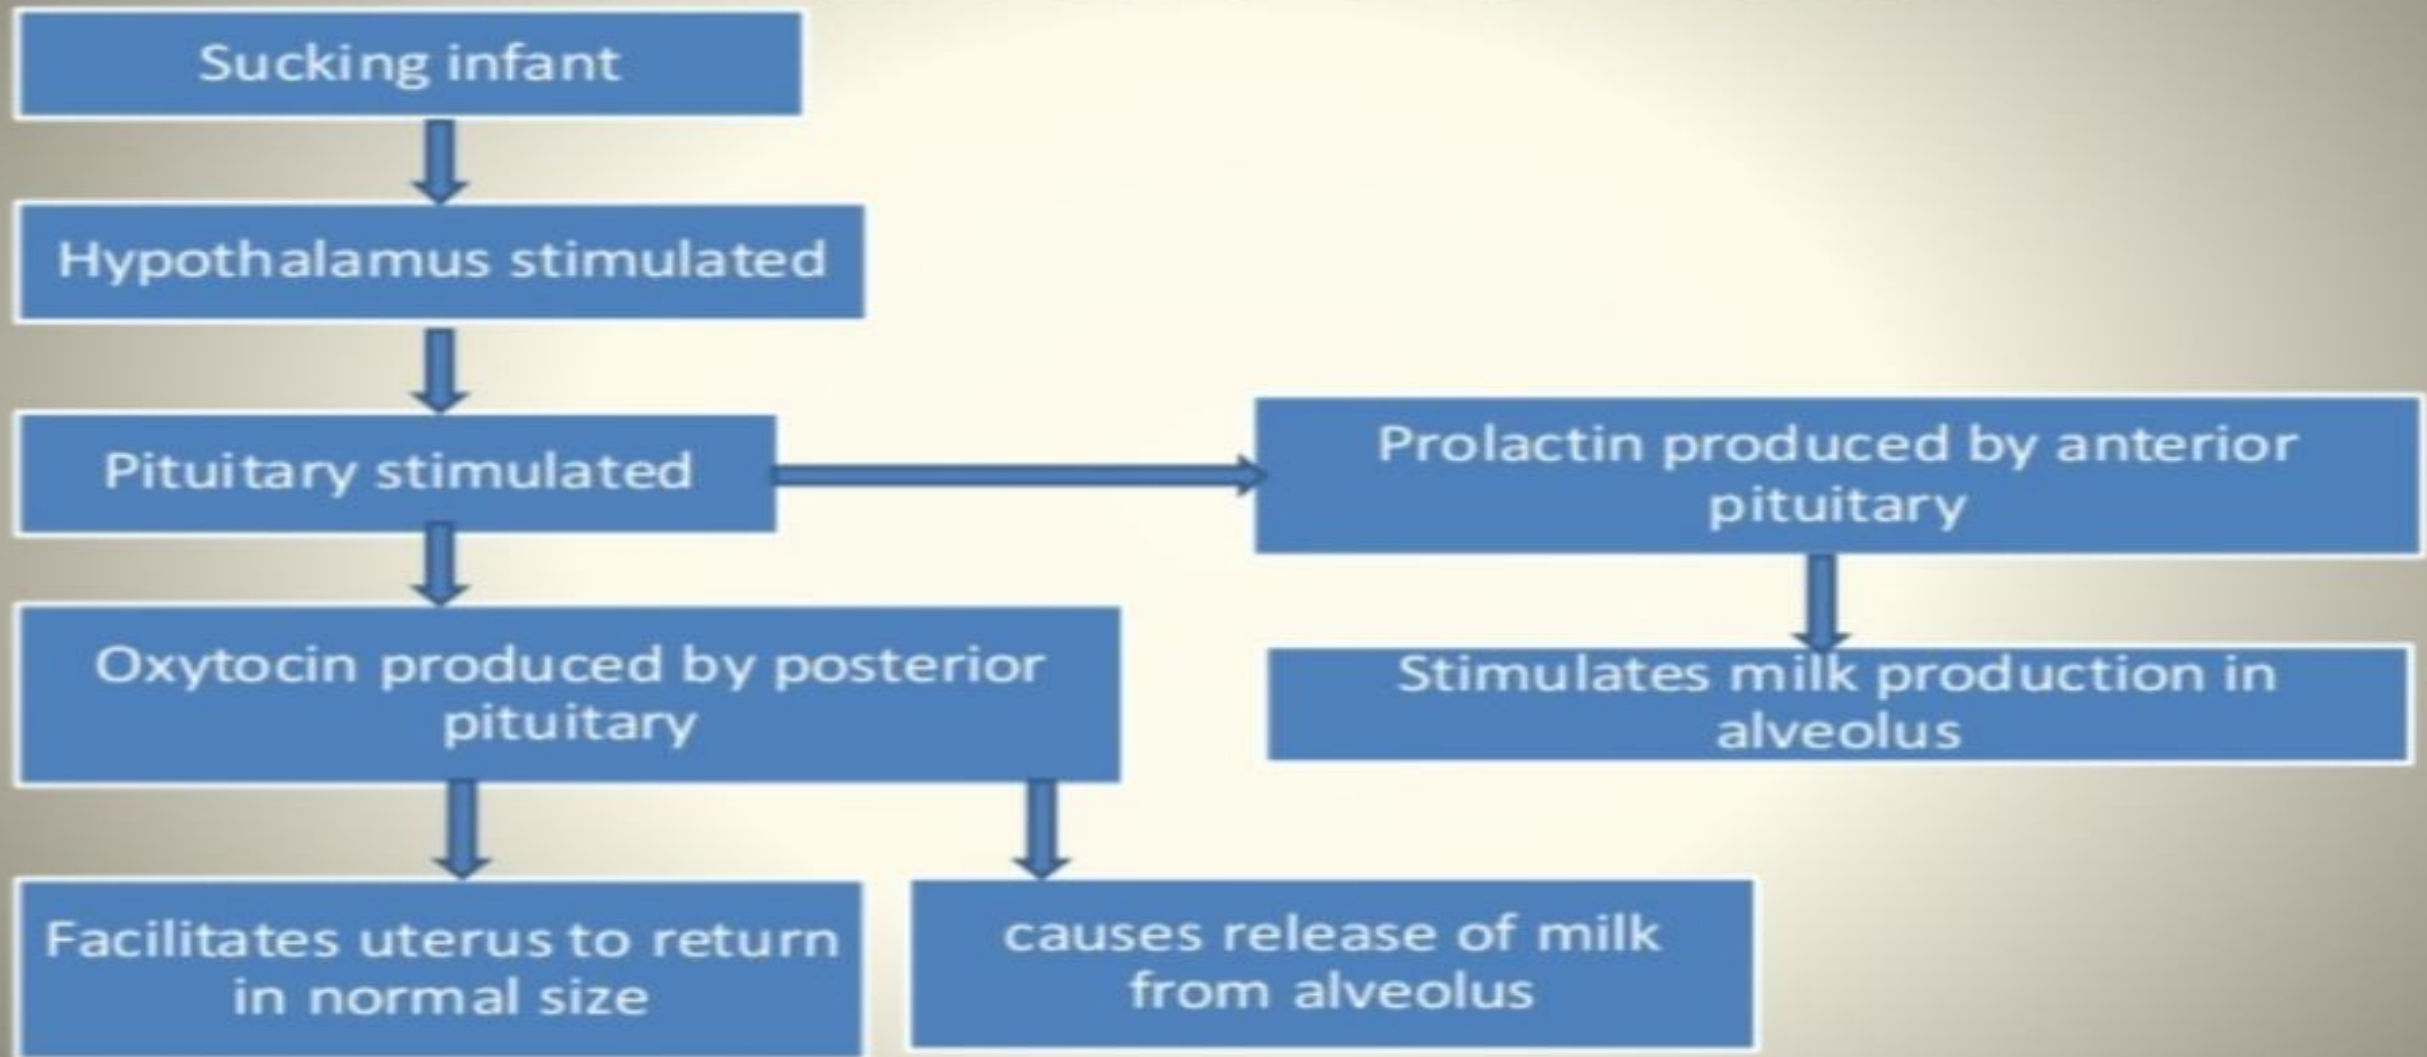 Sucking infant
Hypothalamus stimulated
Pituitary stimulated
Prolactin produced by anterior
pituitary
Oxytocin produced by posterior
pituitary
Stimulates milk production in
alveolus
Facilitates uterus to return
in normal size
causes release of milk
from alveolus